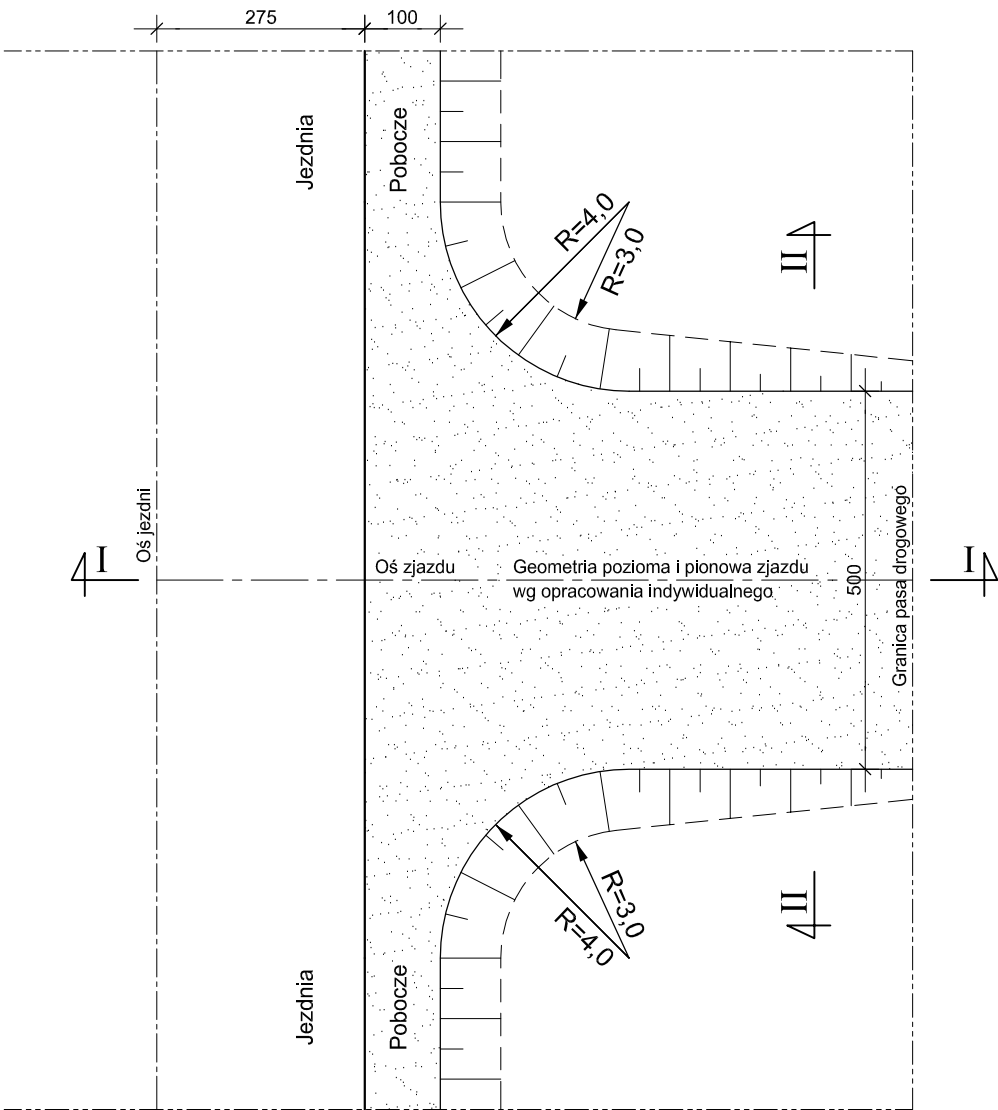 275
100
Jezdnia
Pobocze
R=4,0
R=3,0
II
Oś jezdni
I
Oś zjazdu
Geometria pozioma i pionowa zjazdu
wg opracowania indywidualnego
500
Granica pasa drogowego
I
R=3,0
R=4,0
II
Jezdnia
Pobocze